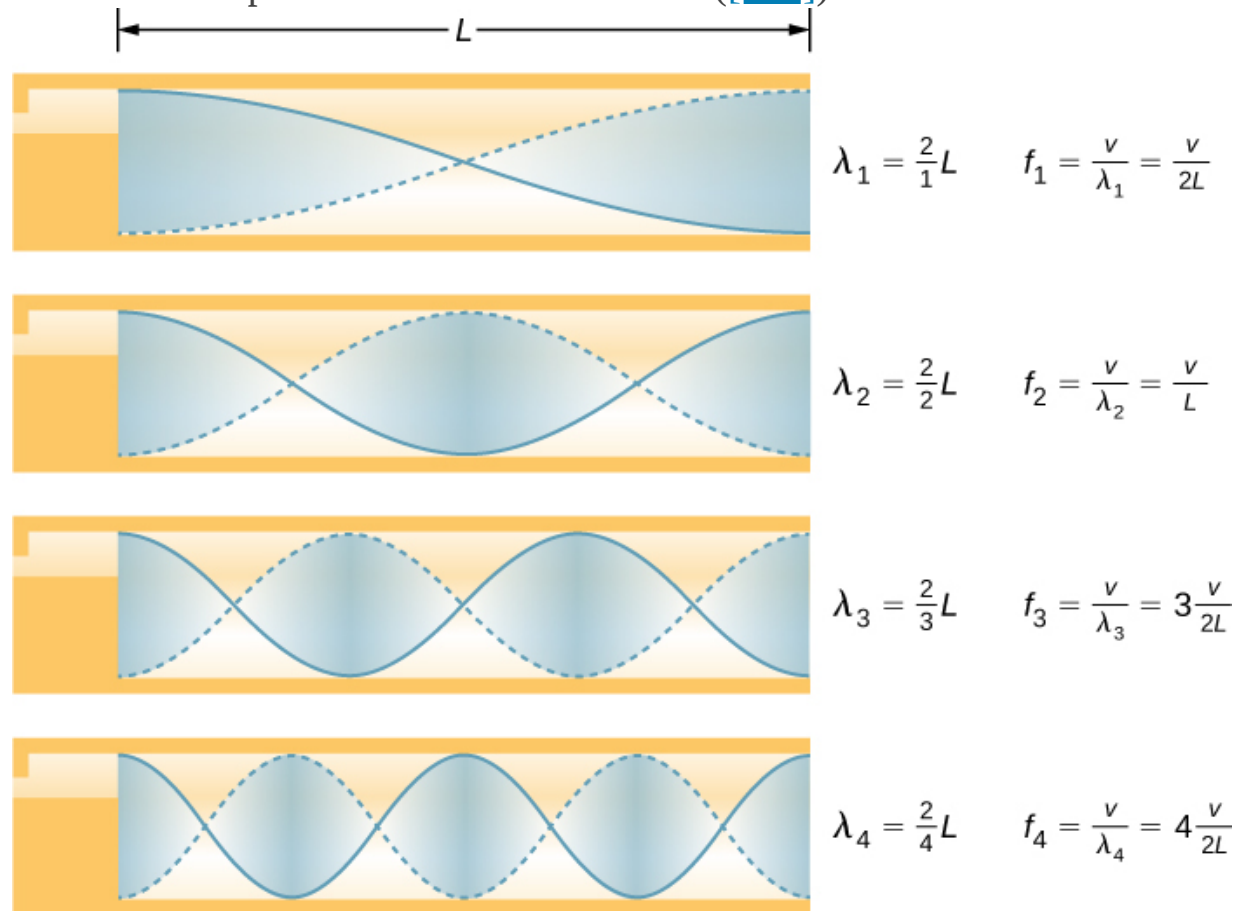 L
λ₁ = 2/1 L f₁ = v/λ₁ = v/2L
λ₂ = 2/2 L f₂ = v/λ₂ = v/L
λ₃ = 2/3 L f₃ = v/λ₃ = 3 v/2L
λ₄ = 2/4 L f₄ = v/λ₄ = 4 v/2L